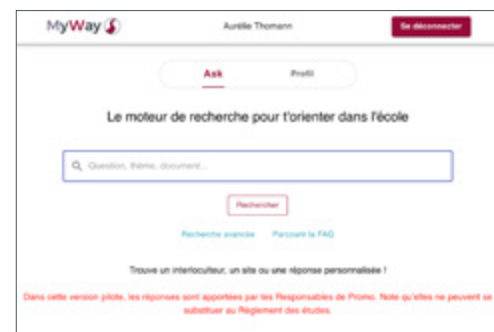 MyWay
Aurélie Thomann
Se déconnecter
Ask
Profil
Le moteur de recherche pour t'orienter dans l'école
Question, thème, document...
Rechercher
Recherche avancée
Parcourir la FAQ
Trouve un interlocuteur, un site ou une réponse personnalisée !
Dans cette version pilote, les réponses sont apportées par tes Responsables de Promo. Note qu'elles ne peuvent se
substituer au Règlement des études.